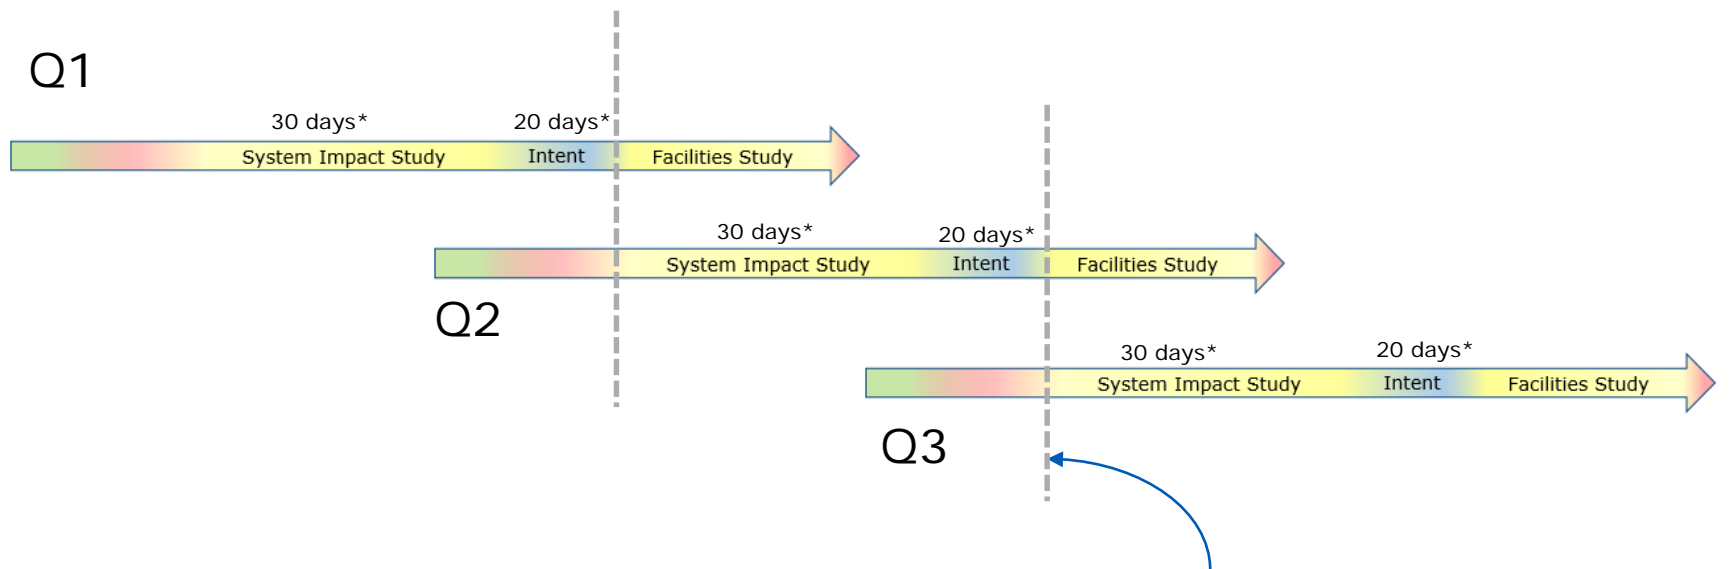 Q1
30 days* 20 days*
System Impact Study Intent Facilities Study
30 days* 20 days*
System Impact Study Intent Facilities Study
Q2
30 days* 20 days*
System Impact Study Intent Facilities Study
Q3